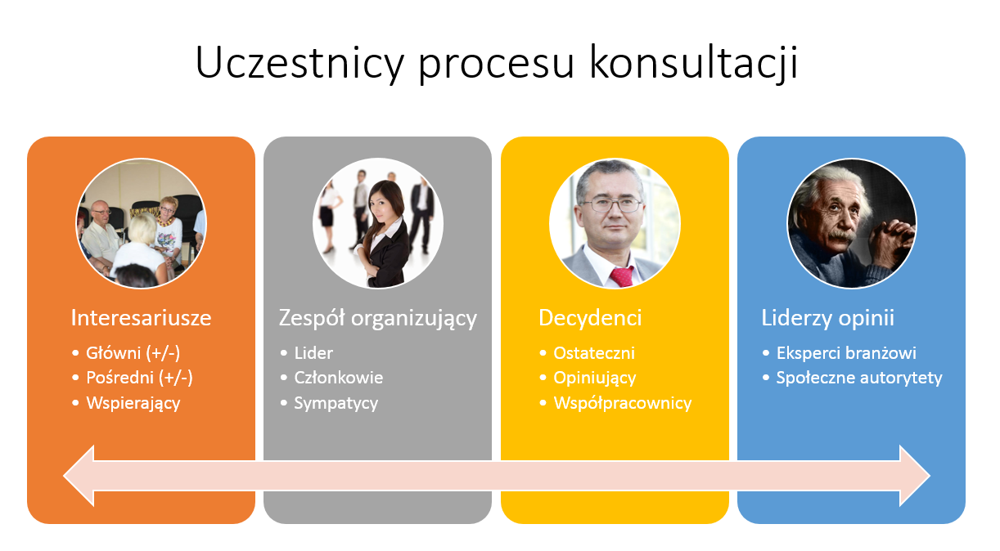 Uczestnicy procesu konsultacji
Interesariusze
• Główni (+/-)
• Pośredni (+/-)
• Wspierający
Zespół organizujący
• Lider
• Członkowie
• Sympatycy
Decydenci
• Ostateczni
• Opiniujący
• Współpracownicy
Liderzy opinii
• Eksperci branżowi
• Społeczne autorytety